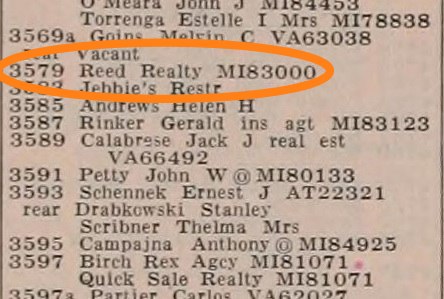 O'Meara John J MI84453
Torrenga Estelle I Mrs MI78838
3569a Goins Melvin C VA63038
rear Vacant
3579 Reed Realty MI83000
3583 Jebbie's Restr
3585 Andrews Helen H
3587 Rinker Gerald ins agt MI83123
3589 Calabrese Jack J real est
VA66492
3591 Petty John W ◎ MI80133
3593 Schennek Ernest J AT22321
rear Drabkowski Stanley
Scribner Thelma Mrs
3595 Campajna Anthony ◎ MI84925
3597 Birch Rex Agcy MI81071
Quick Sale Realty MI81071
3597a Partier Carlos VA62027